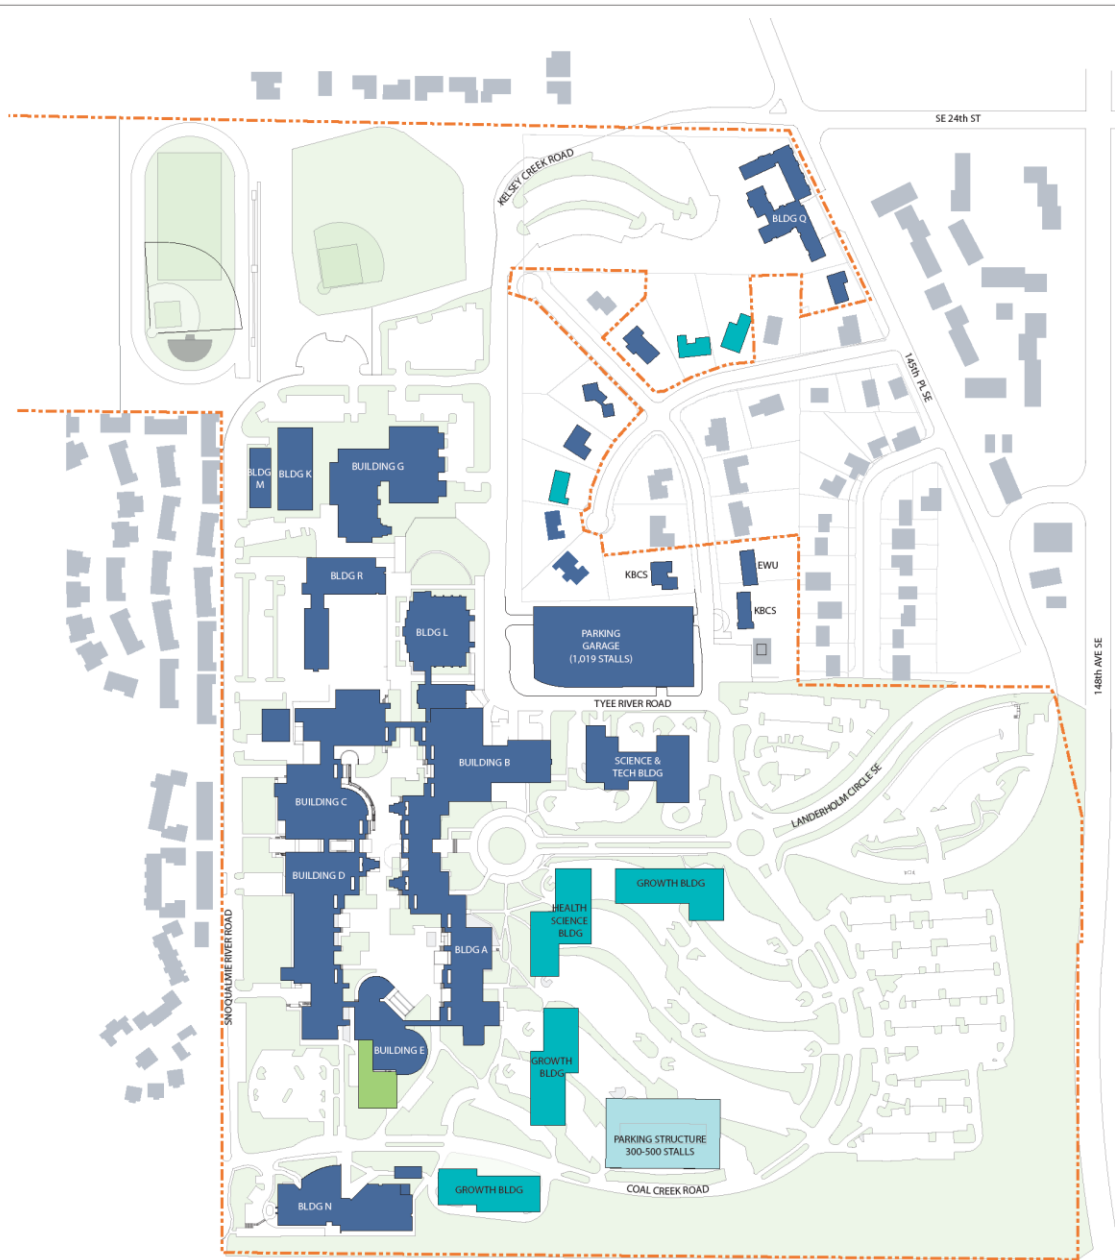 SE 24th ST
KELSEY CREEK ROAD
BLDG Q
145th PL SE
BLDG
M
BLDG K
BUILDING G
BLDG R
KBCS
EWU
KBCS
BLDG L
PARKING
GARAGE
(1,019 STALLS)
148th AVE SE
TYEE RIVER ROAD
BUILDING B
SCIENCE &
TECH BLDG
LANDERHOLM CIRCLE SE
BUILDING C
BUILDING D
GROWTH BLDG
HEALTH
SCIENCE
BLDG
BLDG A
SNOQUALMIE RIVER ROAD
BUILDING E
GROWTH
BLDG
PARKING STRUCTURE
300-500 STALLS
COAL CREEK ROAD
GROWTH BLDG
BLDG N